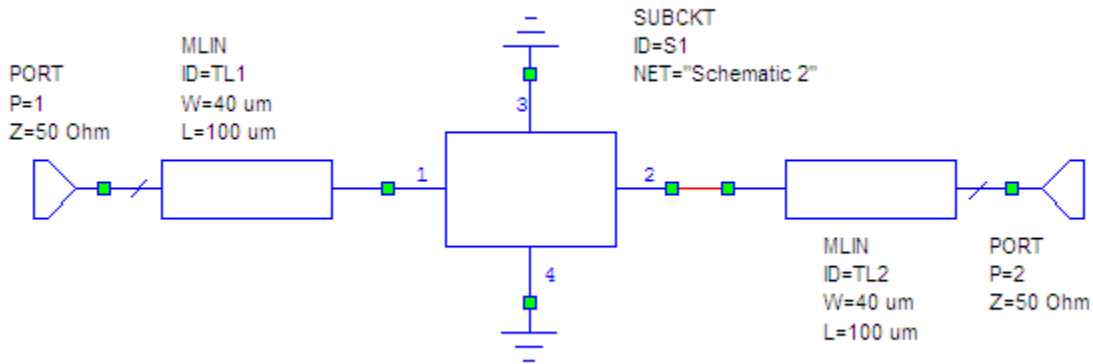 SUBCKT
ID=S1
NET="Schematic 2"
MLIN
ID=TL1
W=40 um
L=100 um
PORT
P=1
Z=50 Ohm
3
1
2
4
MLIN
ID=TL2
W=40 um
L=100 um
PORT
P=2
Z=50 Ohm